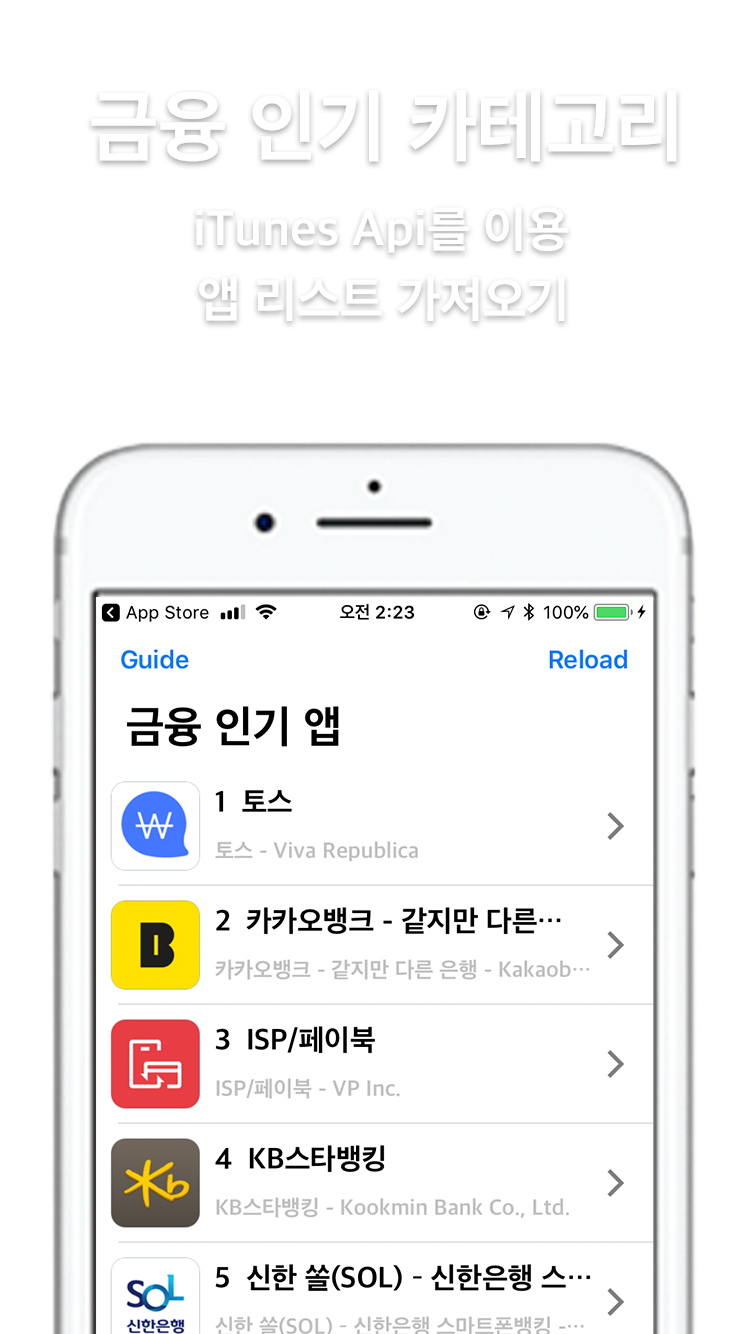 금융 인기 카테고리
iTunes Api를 이용
앱 리스트 가져오기
App Store 오전 2:23 100%
Guide Reload
금융 인기 앱
1 토스
토스 - Viva Republica
2 카카오뱅크 - 같지만 다른…
카카오뱅크 - 같지만 다른 은행 - Kakaob…
B
3 ISP/페이북
ISP/페이북 - VP Inc.
4 KB스타뱅킹
Kb
KB스타뱅킹 - Kookmin Bank Co., Ltd.
5 신한 쏠(SOL) - 신한은행 스…
SOL
신한은행
신한 쏠(SOL) - 신한은행 스마트폰뱅킹 -…